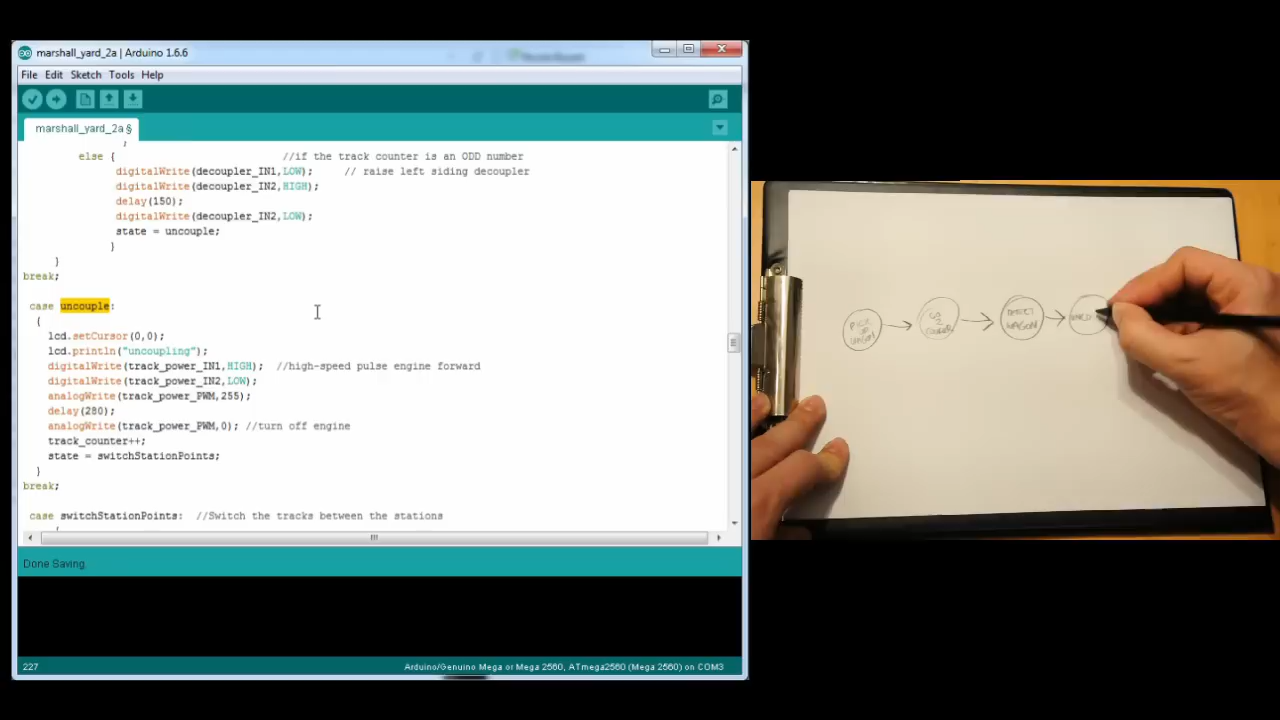 marshall_yard_2a | Arduino 1.6.6
File Edit Sketch Tools Help
marshall_yard_2a §
else { //if the track counter is an ODD number
digitalWrite(decoupler_IN1,LOW); // raise left siding decoupler
digitalWrite(decoupler_IN2,HIGH);
delay(150);
digitalWrite(decoupler_IN2,LOW);
state = uncouple;
}
}
break;
case uncouple:
{
lcd.setCursor(0,0);
lcd.println("uncoupling");
digitalWrite(track_power_IN1,HIGH); //high-speed pulse engine forward
digitalWrite(track_power_IN2,LOW);
analogWrite(track_power_PWM,255);
delay(280);
analogWrite(track_power_PWM,0); //turn off engine
track_counter++;
state = switchStationPoints;
}
break;
case switchStationPoints: //Switch the tracks between the stations
Done Saving.
227 Arduino/Genuino Mega or Mega 2560, ATmega2560 (Mega 2560) on COM3
PICK
UP
WAGON
GO
2
DETECT
WAGON